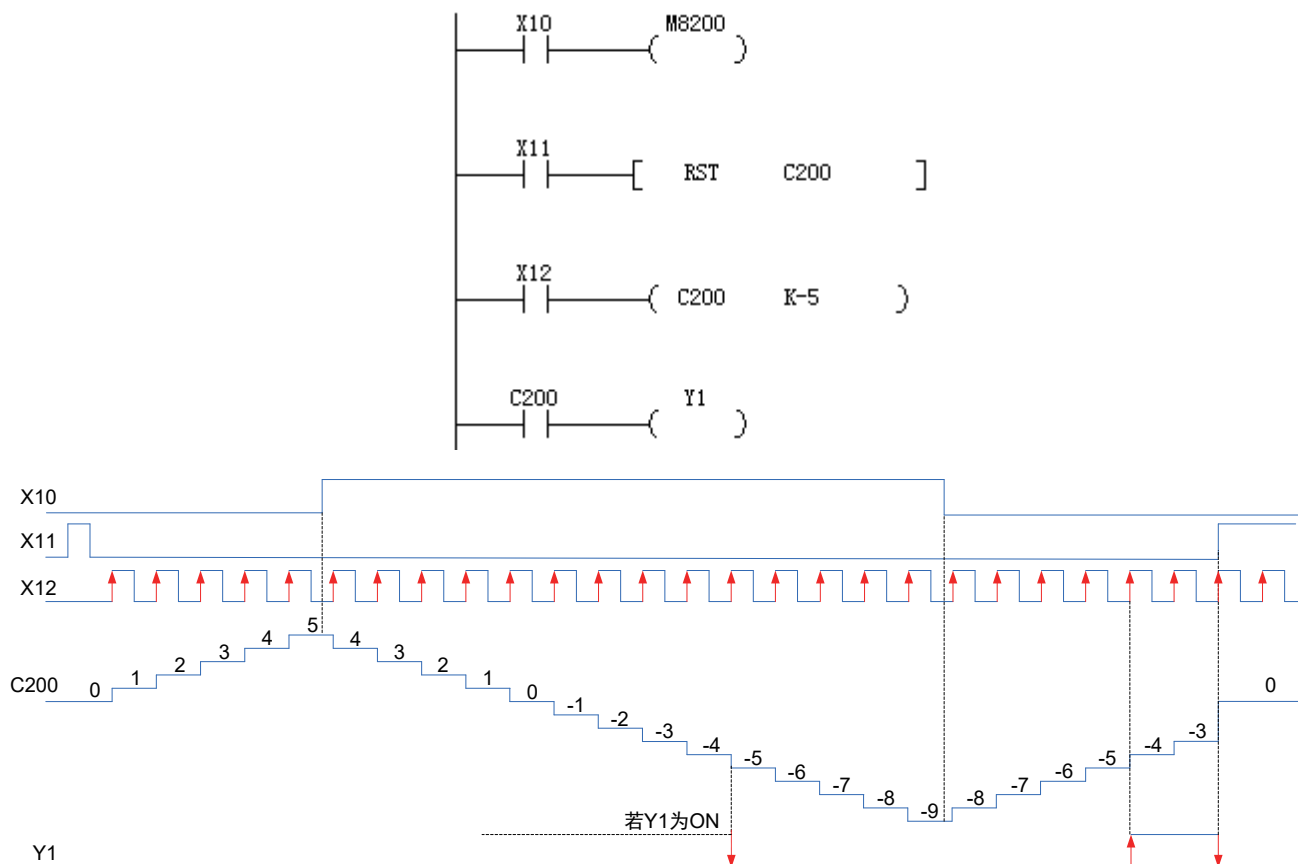 X10 M8200
X11 RST C200
X12 C200 K-5
C200 Y1
X10
X11
X12
C200 0 1 2 3 4 5 4 3 2 1 0 -1 -2 -3 -4 -5 -6 -7 -8 -9 -8 -7 -6 -5 -4 -3 0
若Y1为ON
Y1